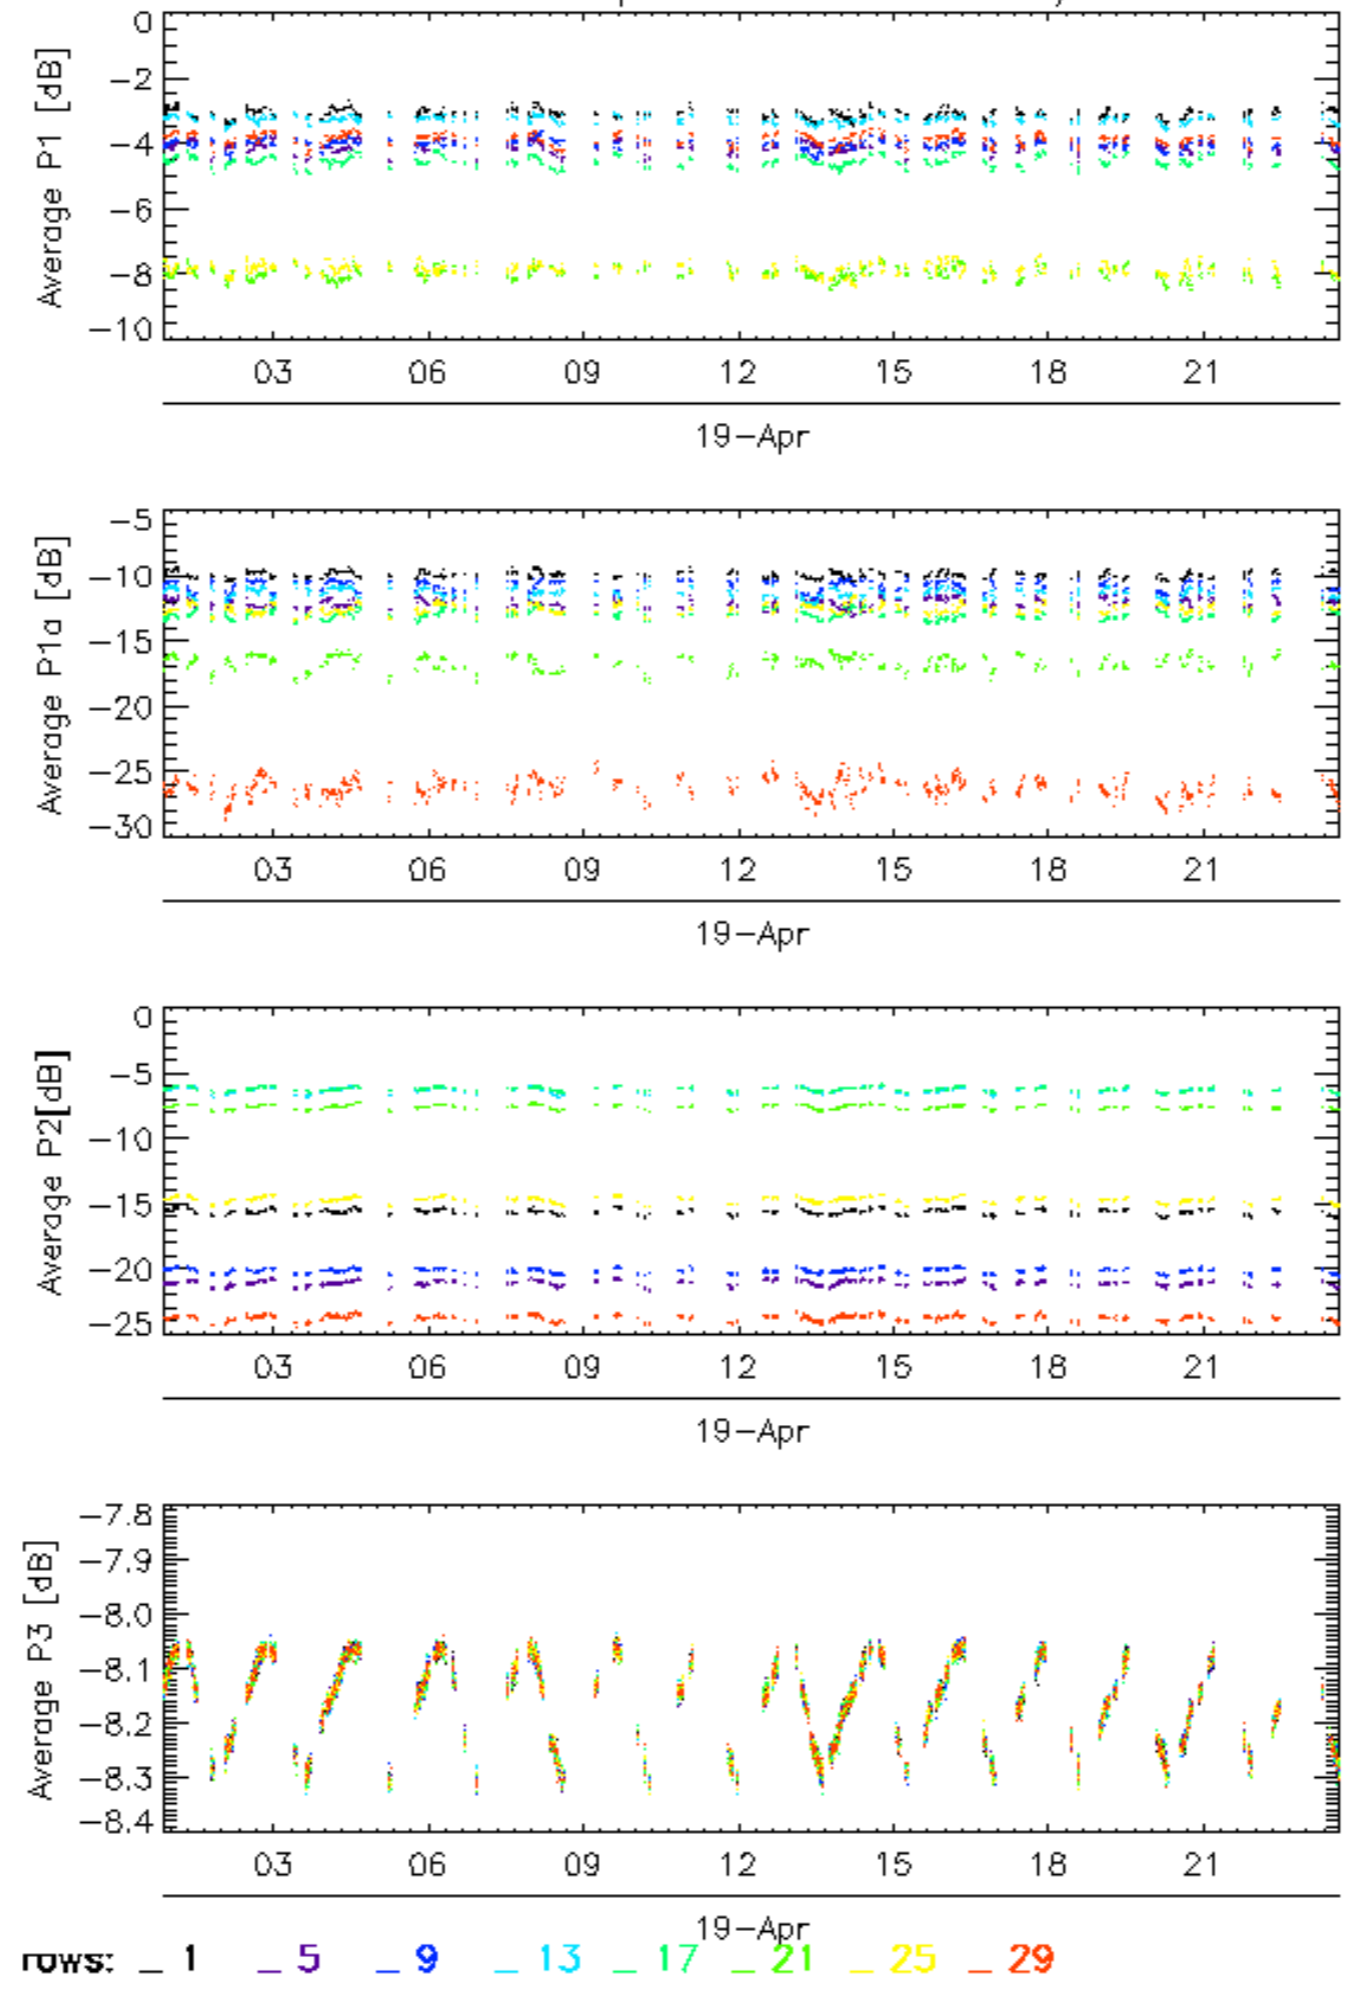 0
−2
−4
−6
−8
−10
Average P1 [dB]
03 06 09 12 15 18 21
19−Apr
−5
−10
−15
−20
−25
−30
Average P1a [dB]
03 06 09 12 15 18 21
19−Apr
0
−5
−10
−15
−20
−25
Average P2[dB]
03 06 09 12 15 18 21
19−Apr
−7.8
−7.9
−8.0
−8.1
−8.2
−8.3
−8.4
Average P3 [dB]
03 06 09 12 15 18 21
19−Apr
rows: _ 1 _ 5 _ 9 _ 13 _ 17 _ 21 _ 25 _ 29